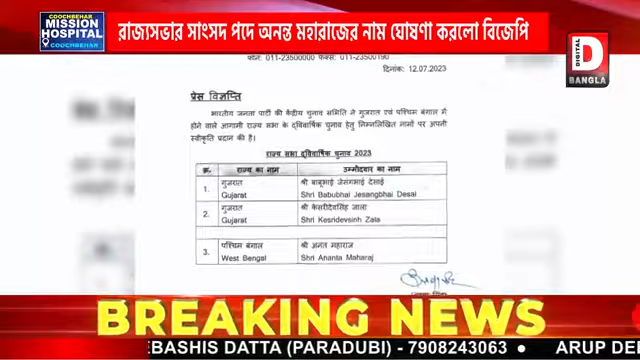 COOCHBEHAR
MISSION
HOSPITAL
COOCHBEHAR
রাজ্যসভার সাংসদ পদে অনন্ত মহারাজের নাম ঘোষণা করলো বিজেপি
DIGITAL
D
BANGLA
फोन: 011-23500000 फैक्स: 011-23500190
दिनांक: 12.07.2023
प्रेस विज्ञप्ति
भारतीय जनता पार्टी की केंद्रीय चुनाव समिति ने गुजरात एवं पश्चिम बंगाल में
होने वाले आगामी राज्य सभा के द्विवार्षिक चुनाव हेतु निम्नलिखित नामों पर अपनी
स्वीकृति प्रदान की है।
राज्य सभा द्विवार्षिक चुनाव 2023
क्र. राज्य का नाम उम्मीदवार का नाम
1. गुजरात श्री बाबूभाई जेसंगभाई देसाई
Gujarat Shri Babubhai Jesangbhai Desai
2. गुजरात श्री केसरीदेवसिंह जाला
Gujarat Shri Kesridevsinh Zala
3. पश्चिम बंगाल श्री अनंत महाराज
West Bengal Shri Ananta Maharaj
BREAKING NEWS
EBASHIS DATTA (PARADUBI) - 7908243063 • ARUP DE